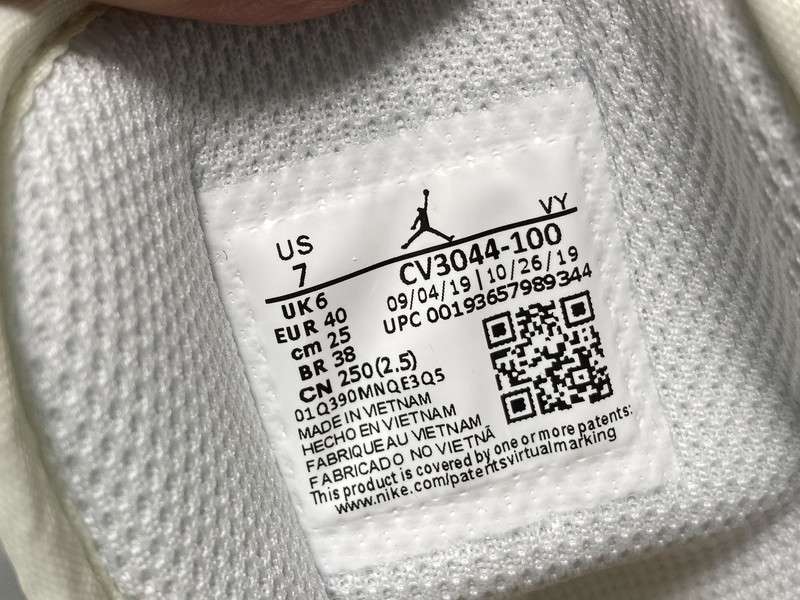 VY
US
7
CV3044-100
09/04/19 | 10/26/19
UPC 00193657989344
UK 6
EUR 40
cm 25
BR 38
CN 250 (2.5)
01Q390MNQE3Q5
MADE IN VIETNAM
HECHO EN VIETNAM
FABRIQUE AU VIETNAM
FABRICADO NO VIETNÃ
This product is covered by one or more patents:
www.nike.com/patentsvirtualmarking